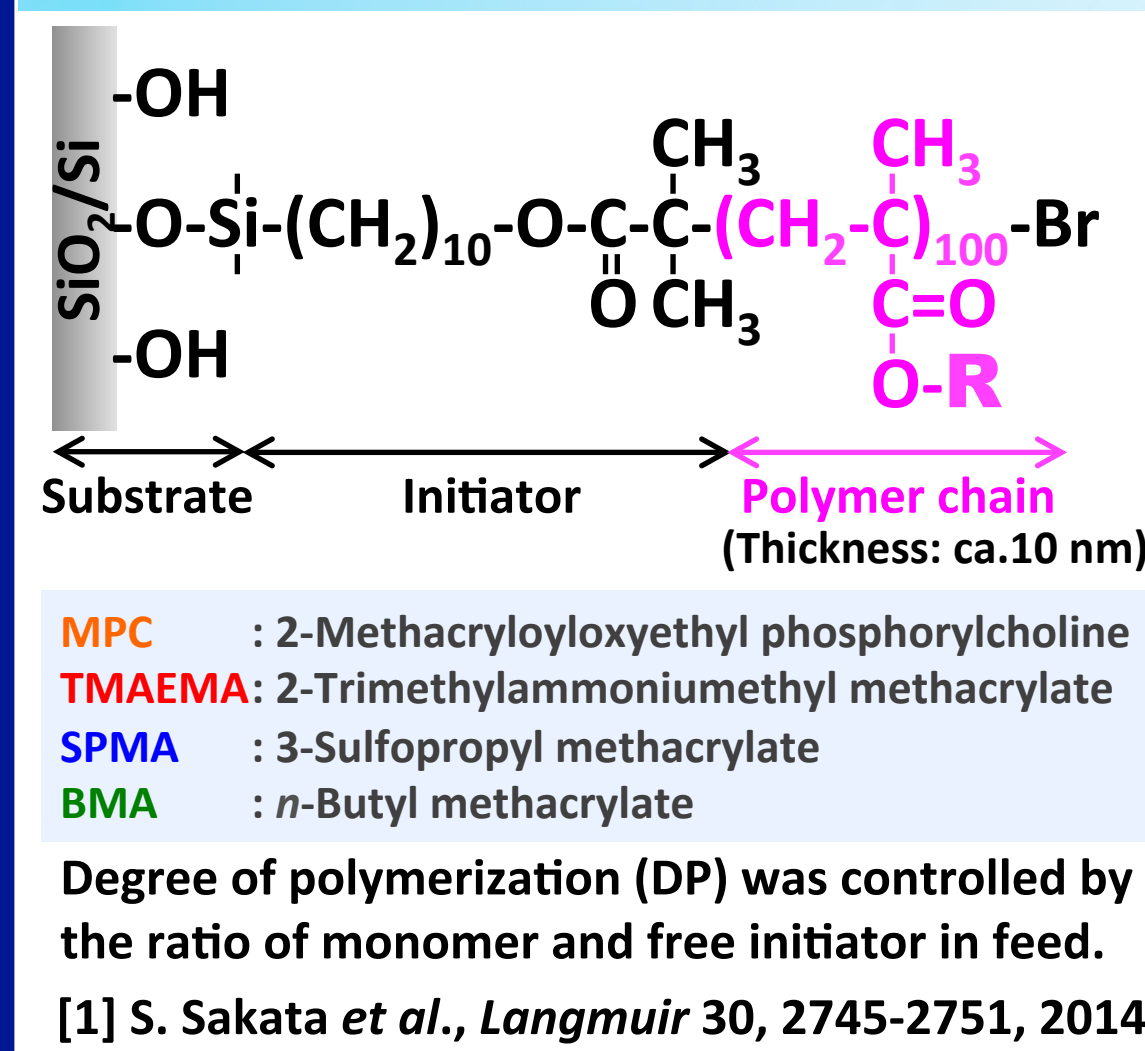 -OH
CH3 CH3
SiO2/Si -O-Si-(CH2)10-O-C-C-(CH2-C)100-Br
O CH3 C=O
-OH O-R
Substrate Initiator Polymer chain
(Thickness: ca.10 nm)
MPC : 2-Methacryloyloxyethyl phosphorylcholine
TMAEMA: 2-Trimethylammoniumethyl methacrylate
SPMA : 3-Sulfopropyl methacrylate
BMA : n-Butyl methacrylate
Degree of polymerization (DP) was controlled by
the ratio of monomer and free initiator in feed.
[1] S. Sakata et al., Langmuir 30, 2745-2751, 2014